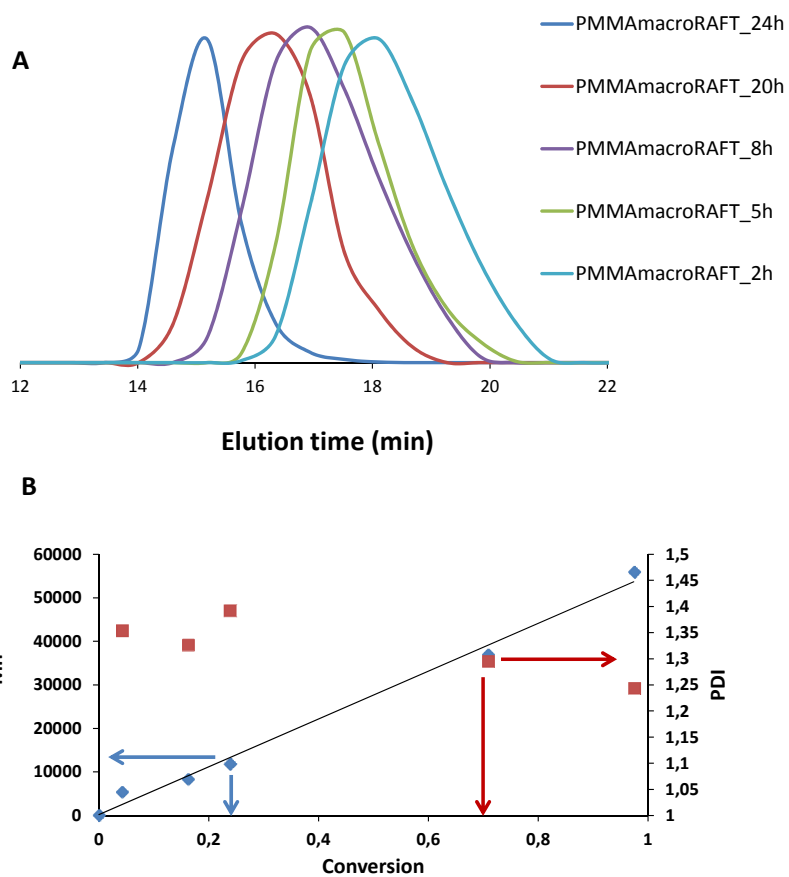 A
PMMAmacroRAFT_24h
PMMAmacroRAFT_20h
PMMAmacroRAFT_8h
PMMAmacroRAFT_5h
PMMAmacroRAFT_2h
12 14 16 18 20 22
Elution time (min)
B
60000 1,5
1,45
50000
1,4
40000 1,35
1,3
30000
1,25
1,2
20000
1,15
10000 1,1
1,05
0 1
PDI
0 0,2 0,4 0,6 0,8 1
Conversion